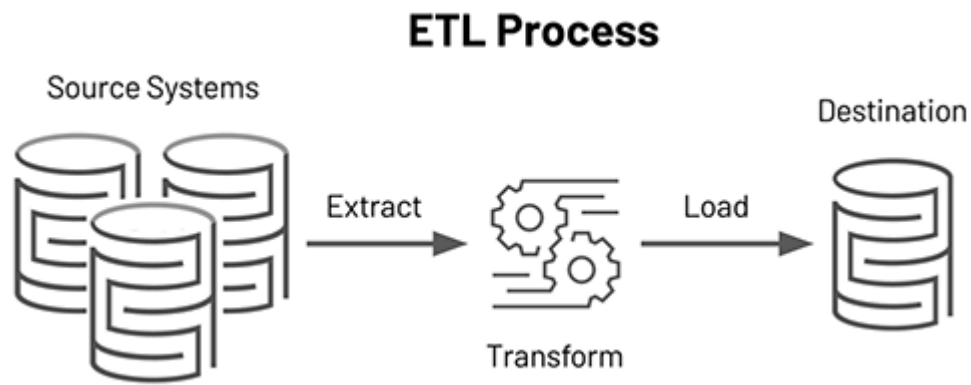 ETL Process
Source Systems
Destination
Extract
Load
Transform